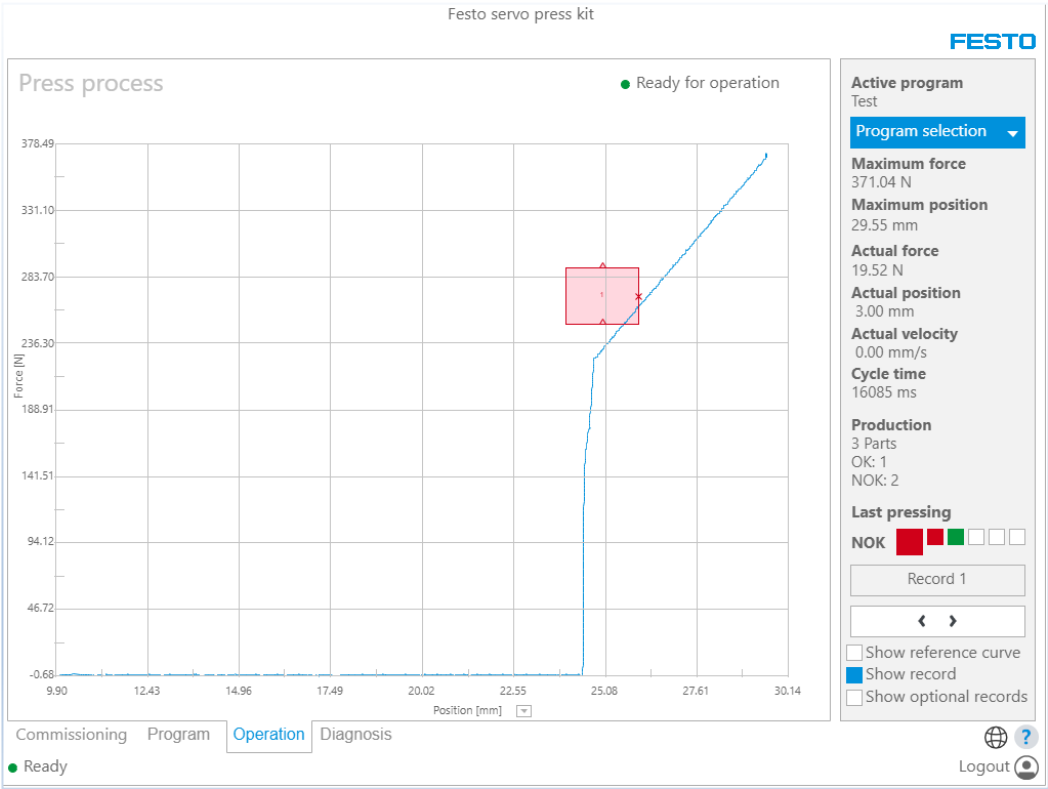 Festo servo press kit
FESTO
Press process
Ready for operation
378.49
331.10
283.70
236.30
188.91
141.51
94.12
46.72
-0.68
Force [N]
1
9.90 12.43 14.96 17.49 20.02 22.55 25.08 27.61 30.14
Position [mm]
Active program
Test
Program selection
Maximum force
371.04 N
Maximum position
29.55 mm
Actual force
19.52 N
Actual position
3.00 mm
Actual velocity
0.00 mm/s
Cycle time
16085 ms
Production
3 Parts
OK: 1
NOK: 2
Last pressing
NOK
Record 1
Show reference curve
Show record
Show optional records
Commissioning Program Operation Diagnosis
?
Ready
Logout